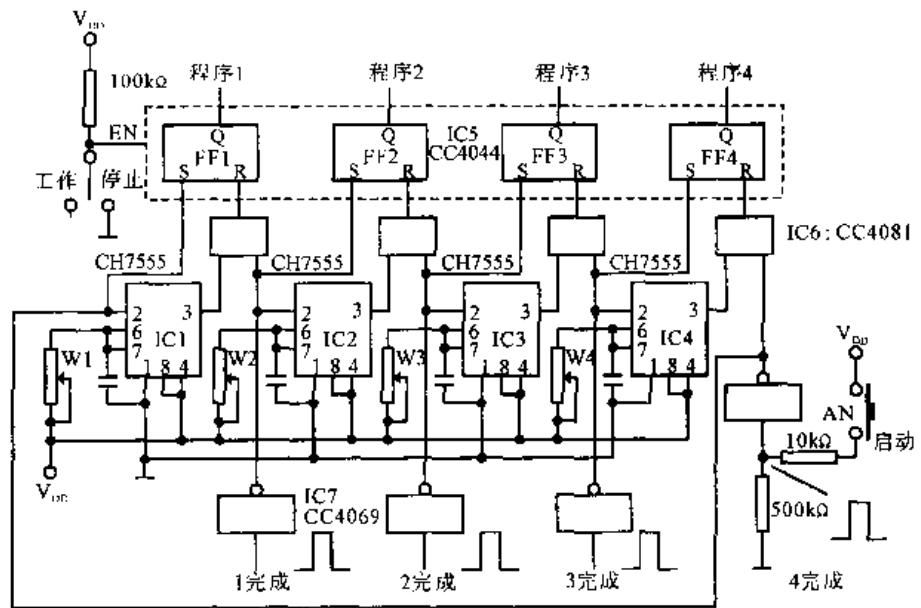 V_DD
100kΩ
EN
工作 停止
程序1 程序2 程序3 程序4
Q Q Q Q
IC5
CC4044
FF1 FF2 FF3 FF4
S R S R S R S R
IC6:CC4081
CH7555 CH7555 CH7555 CH7555
2 3 2 3 2 3 2 3
6 6 6 6
7 7 7 7
IC1 IC2 IC3 IC4
1 8 4 1 8 4 1 8 4 1 8 4
W1 W2 W3 W4
V_DD
AN
启动
10kΩ
500kΩ
V_DD
IC7
CC4069
1完成 2完成 3完成 4完成